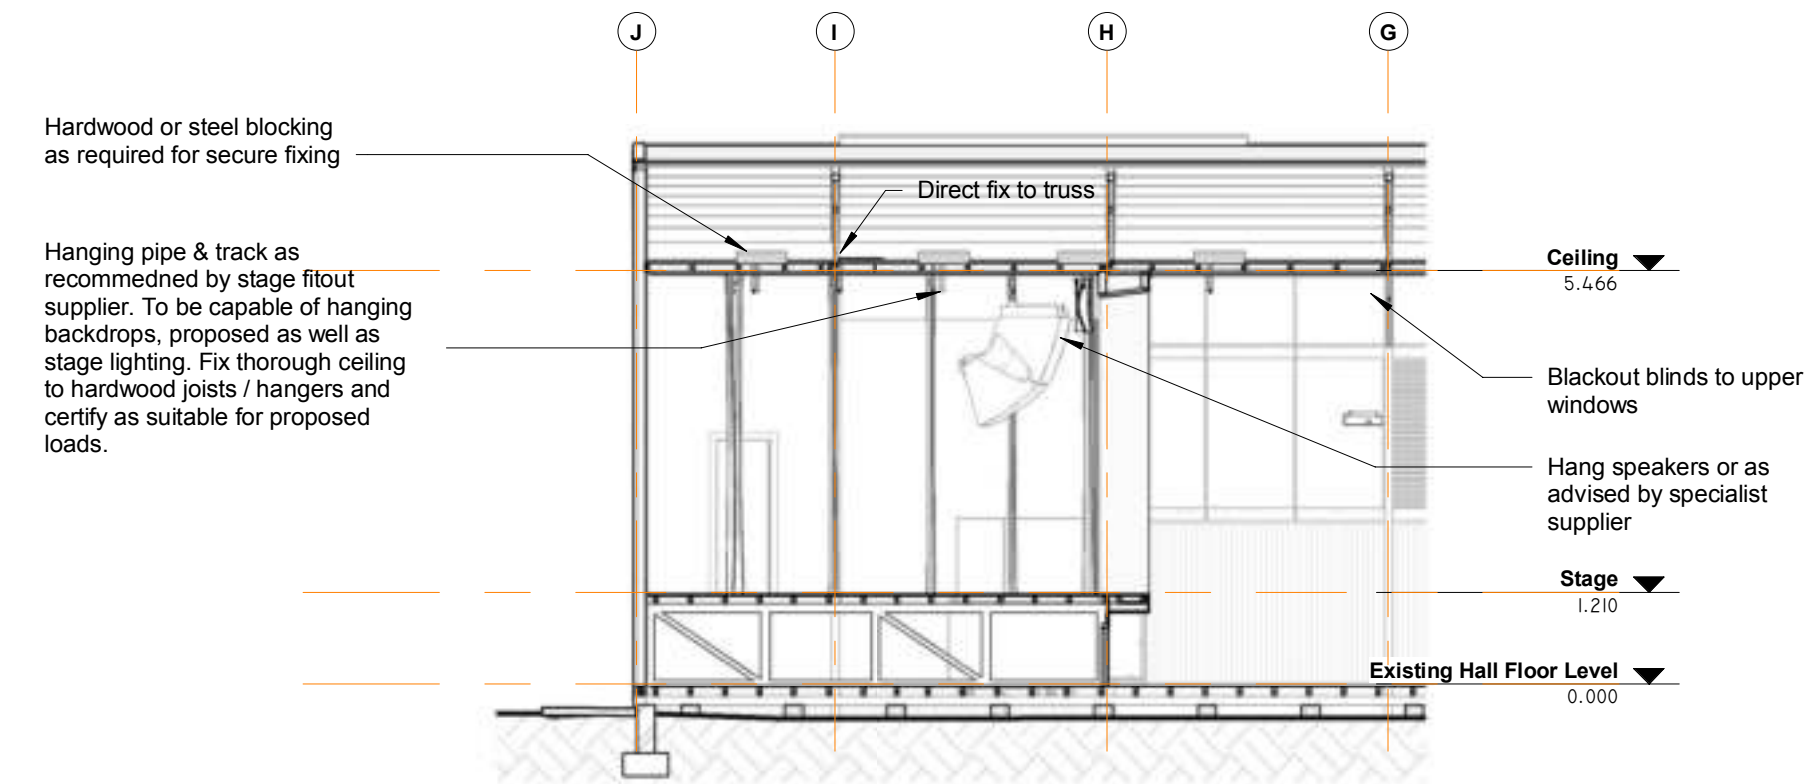 J
I
H
G
Hardwood or steel blocking
as required for secure fixing
Direct fix to truss
Hanging pipe & track as
recommedned by stage fitout
supplier. To be capable of hanging
backdrops, proposed as well as
stage lighting. Fix thorough ceiling
to hardwood joists / hangers and
certify as suitable for proposed
loads.
Ceiling
5.466
Blackout blinds to upper
windows
Hang speakers or as
advised by specialist
supplier
Stage
1.210
Existing Hall Floor Level
0.000